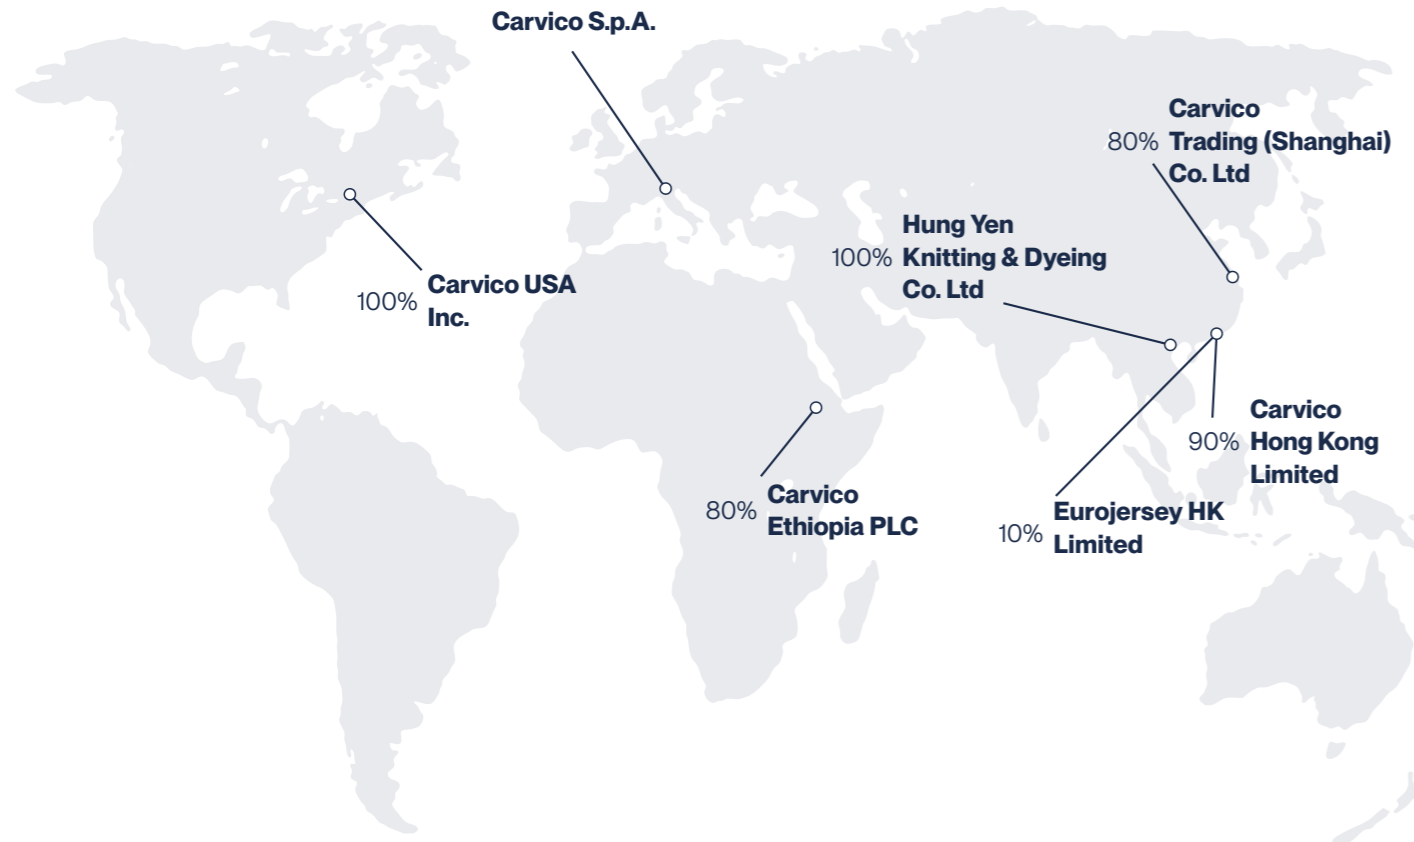 Carvico S.p.A.
Carvico
80% Trading (Shanghai)
Co. Ltd
Hung Yen
100% Knitting & Dyeing
Co. Ltd
Carvico USA
100%
Inc.
Carvico
90% Hong Kong
Limited
Carvico
80%
Ethiopia PLC
Eurojersey HK
10%
Limited